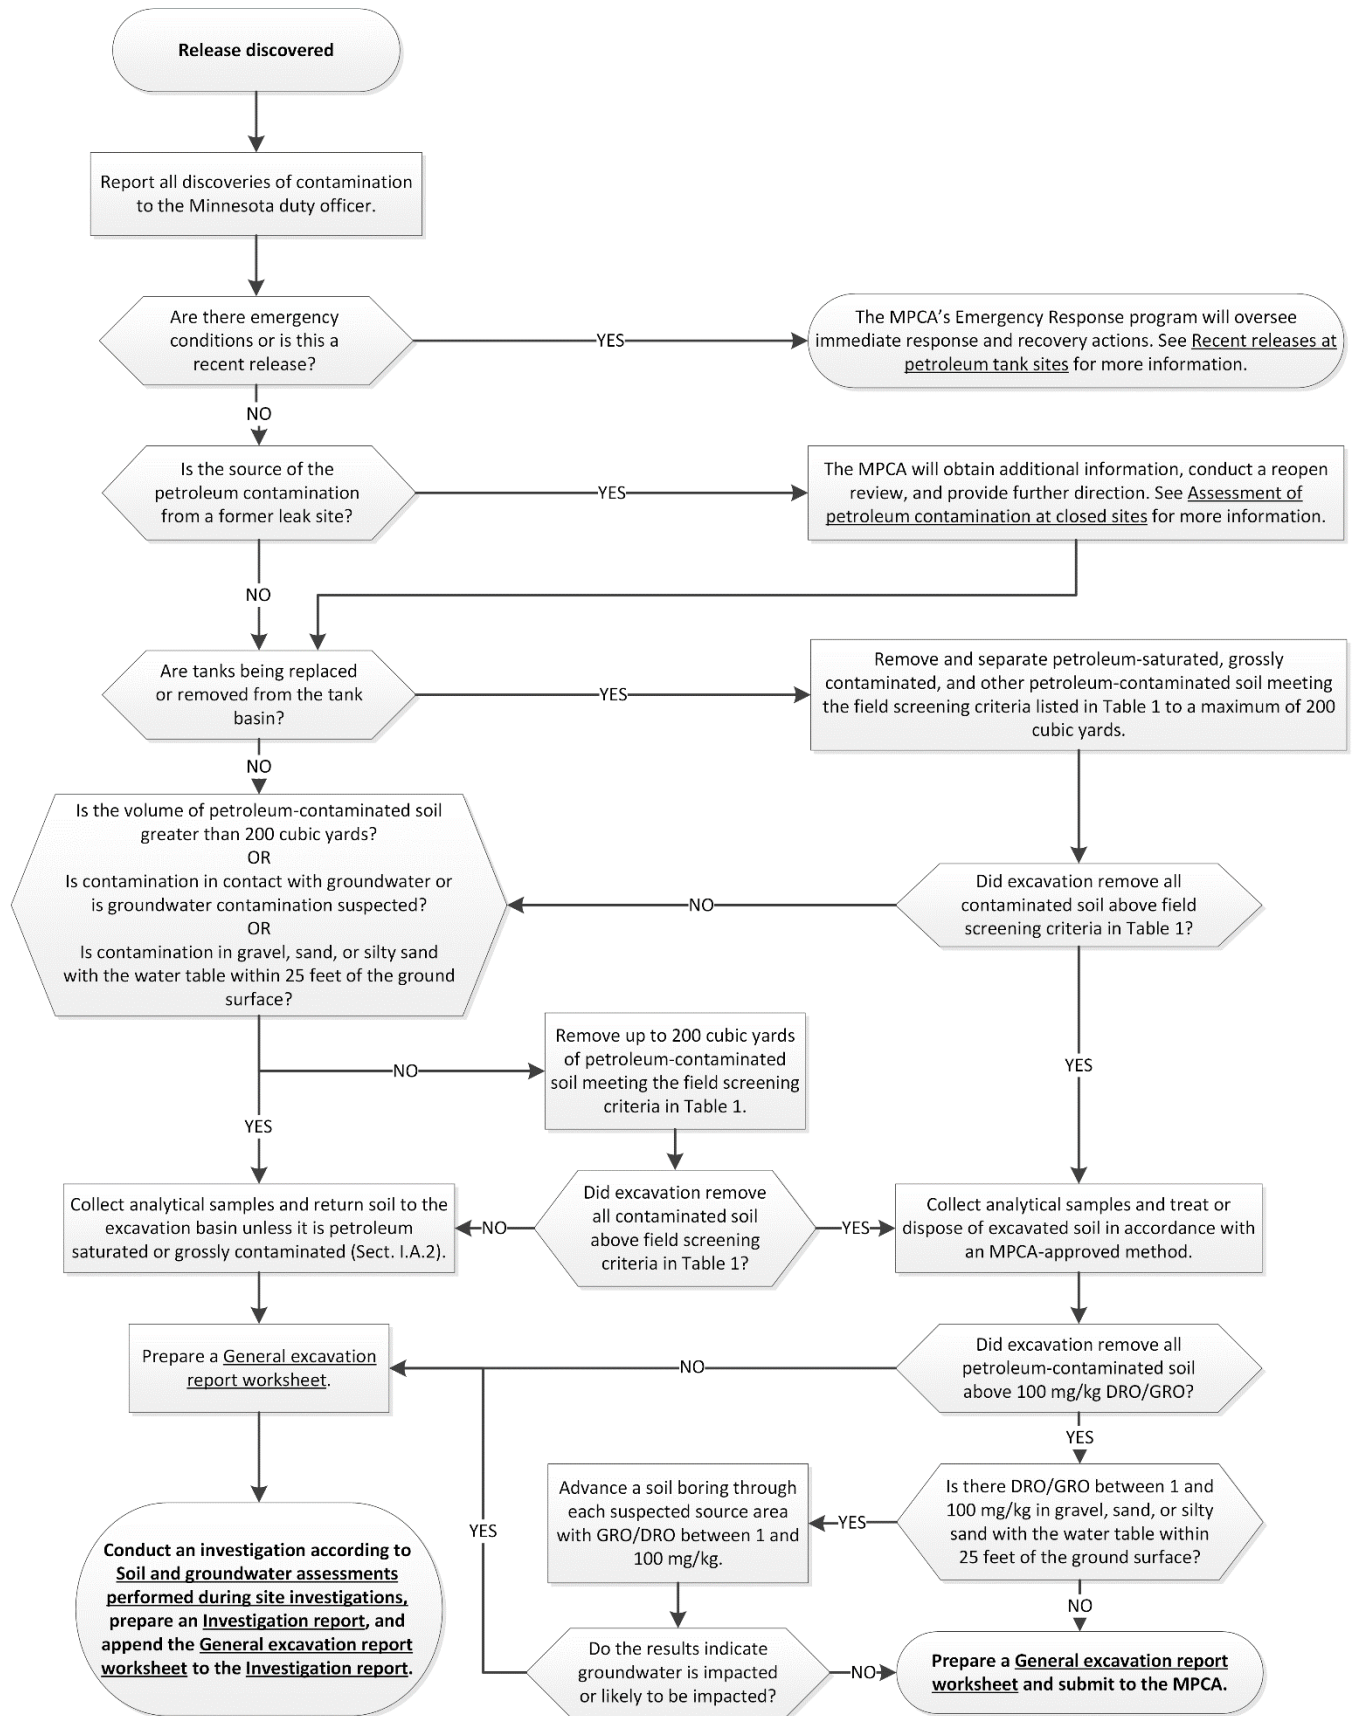 Release discovered
Report all discoveries of contamination
to the Minnesota duty officer.
Are there emergency
conditions or is this a
recent release?
YES
The MPCA's Emergency Response program will oversee
immediate response and recovery actions. See Recent releases at
petroleum tank sites for more information.
NO
Is the source of the
petroleum contamination
from a former leak site?
YES
The MPCA will obtain additional information, conduct a reopen
review, and provide further direction. See Assessment of
petroleum contamination at closed sites for more information.
NO
Are tanks being replaced
or removed from the tank
basin?
YES
Remove and separate petroleum-saturated, grossly
contaminated, and other petroleum-contaminated soil meeting
the field screening criteria listed in Table 1 to a maximum of 200
cubic yards.
NO
Is the volume of petroleum-contaminated soil
greater than 200 cubic yards?
OR
Is contamination in contact with groundwater or
is groundwater contamination suspected?
OR
Is contamination in gravel, sand, or silty sand
with the water table within 25 feet of the ground
surface?
NO
Did excavation remove all
contaminated soil above field
screening criteria in Table 1?
NO
Remove up to 200 cubic yards
of petroleum-contaminated
soil meeting the field screening
criteria in Table 1.
YES
YES
Collect analytical samples and return soil to the
excavation basin unless it is petroleum
saturated or grossly contaminated (Sect. I.A.2).
NO
Did excavation remove
all contaminated soil
above field screening
criteria in Table 1?
YES
Collect analytical samples and treat or
dispose of excavated soil in accordance with
an MPCA-approved method.
Prepare a General excavation
report worksheet.
NO
Did excavation remove all
petroleum-contaminated soil
above 100 mg/kg DRO/GRO?
YES
Advance a soil boring through
each suspected source area
with GRO/DRO between 1 and
100 mg/kg.
YES
Is there DRO/GRO between 1 and
100 mg/kg in gravel, sand, or silty
sand with the water table within
25 feet of the ground surface?
YES
NO
Conduct an investigation according to
Soil and groundwater assessments
performed during site investigations,
prepare an Investigation report, and
append the General excavation report
worksheet to the Investigation report.
Do the results indicate
groundwater is impacted
or likely to be impacted?
NO
Prepare a General excavation report
worksheet and submit to the MPCA.